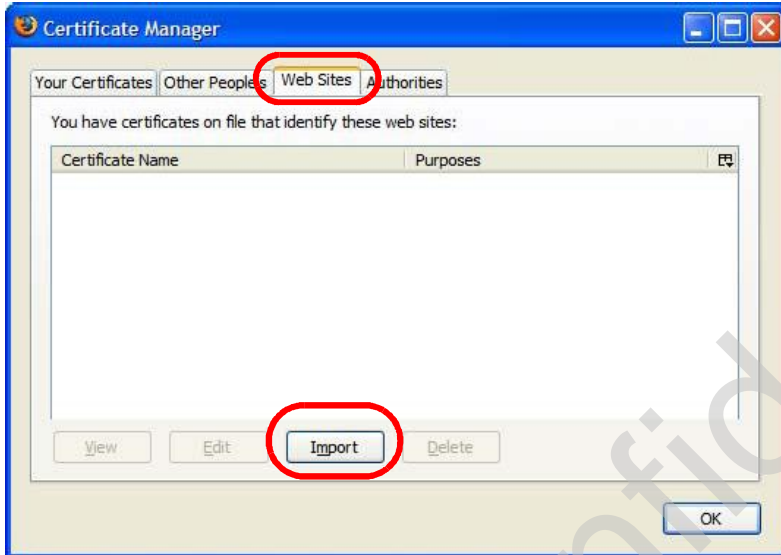 Certificate Manager
Your Certificates Other People's Web Sites Authorities
You have certificates on file that identify these web sites:
Certificate Name Purposes
View Edit Import Delete
OK